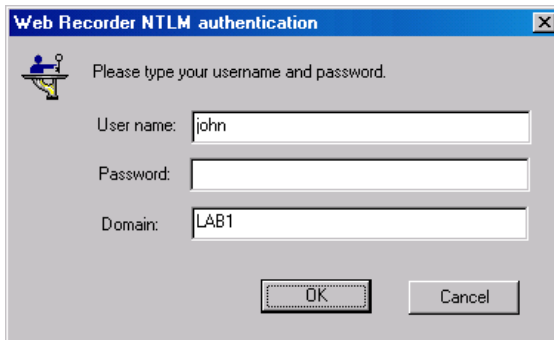 Web Recorder NTLM authentication
Please type your username and password.
User name: john
Password:
Domain: LAB1
OK Cancel